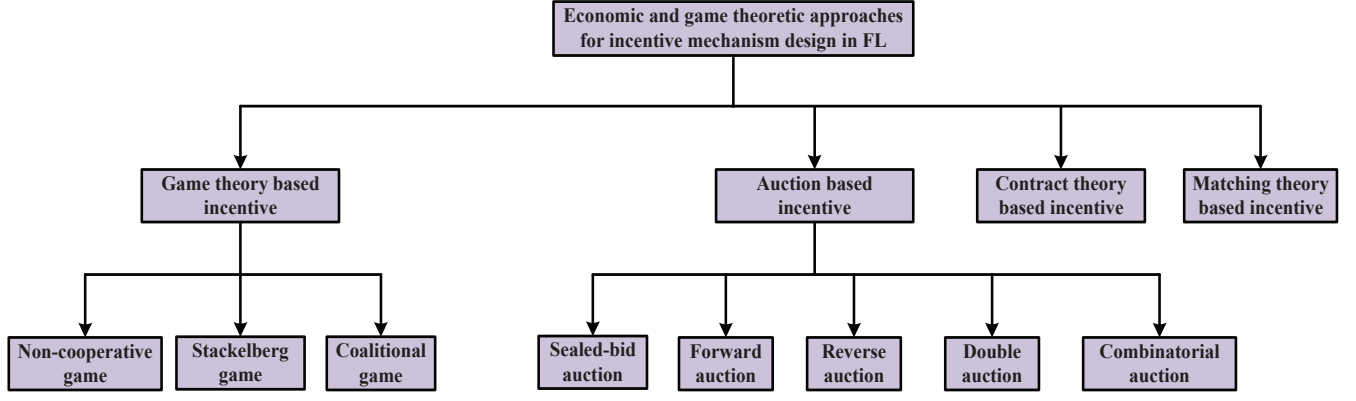 Economic and game theoretic approaches
for incentive mechanism design in FL
Game theory based
incentive
Auction based
incentive
Contract theory
based incentive
Matching theory
based incentive
Non-cooperative
game
Stackelberg
game
Coalitional
game
Sealed-bid
auction
Forward
auction
Reverse
auction
Double
auction
Combinatorial
auction